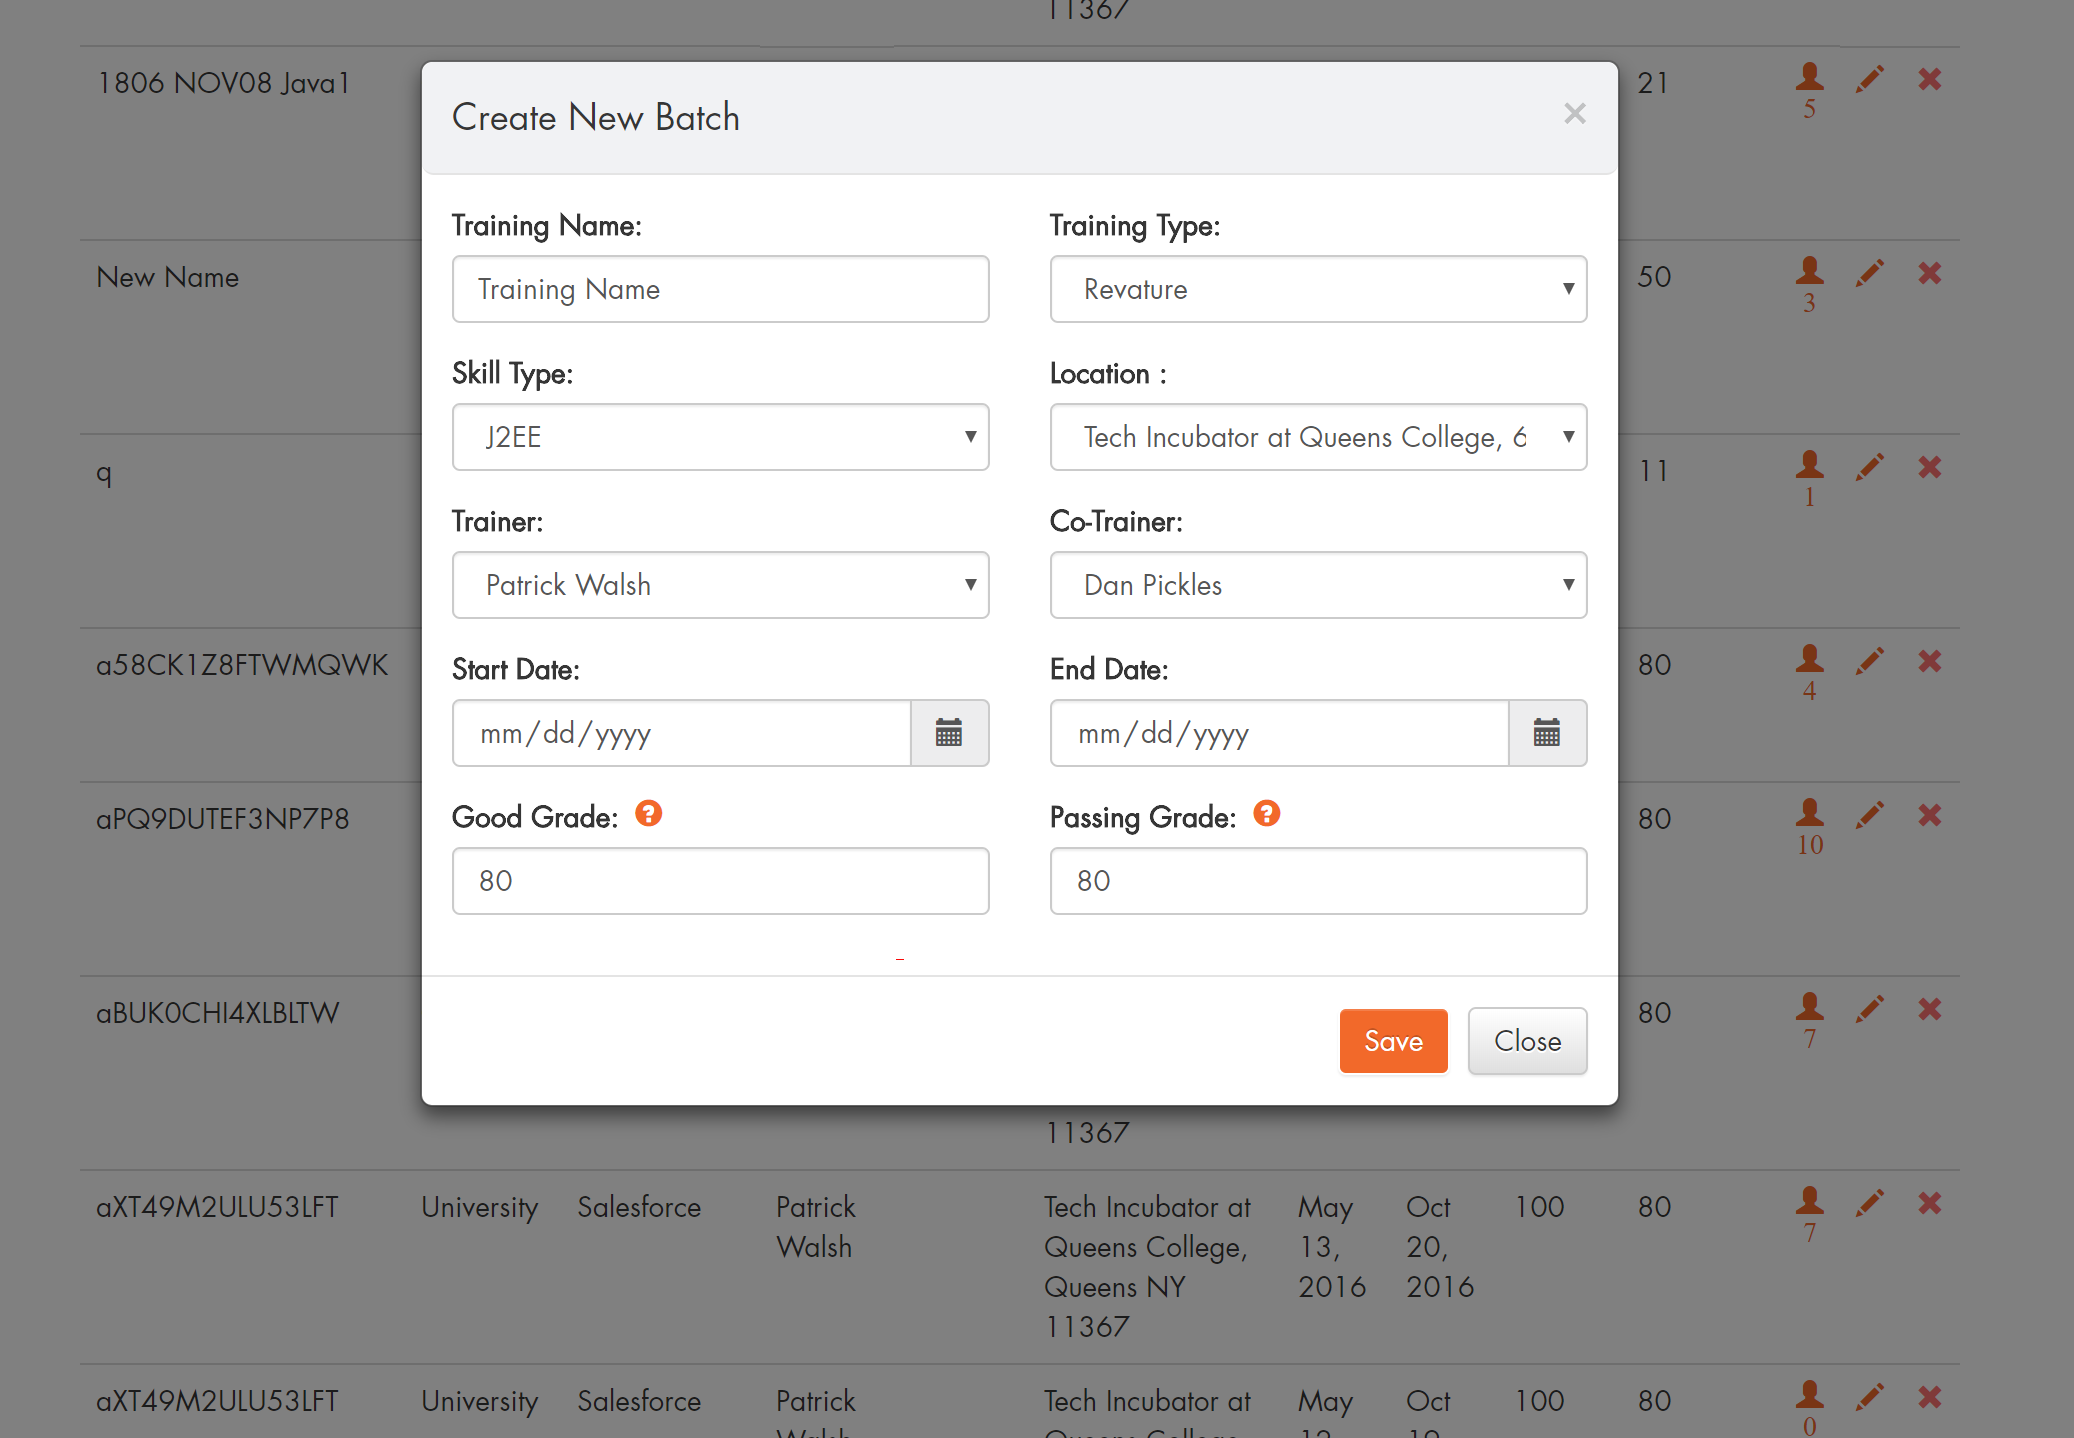 11367
1806 NOV08 Java1
21
5
Create New Batch
×
Training Name:
Training Type:
New Name
Training Name
Revature
50
3
Skill Type:
Location :
q
J2EE
Tech Incubator at Queens College, 6
11
1
Trainer:
Co-Trainer:
Patrick Walsh
Dan Pickles
a58CK1Z8FTWMQWK
Start Date:
End Date:
80
4
mm/dd/yyyy
mm/dd/yyyy
aPQ9DUTEF3NP7P8
Good Grade: ?
Passing Grade: ?
80
10
80
80
aBUK0CHI4XLBLTW
80
7
Save
Close
11367
aXT49M2ULU53LFT
University
Salesforce
Patrick
Walsh
Tech Incubator at
Queens College,
Queens NY
11367
May
13,
2016
Oct
20,
2016
100
80
7
aXT49M2ULU53LFT
University
Salesforce
Patrick
Walsh
Tech Incubator at
Queens College
May
Oct
100
80
0